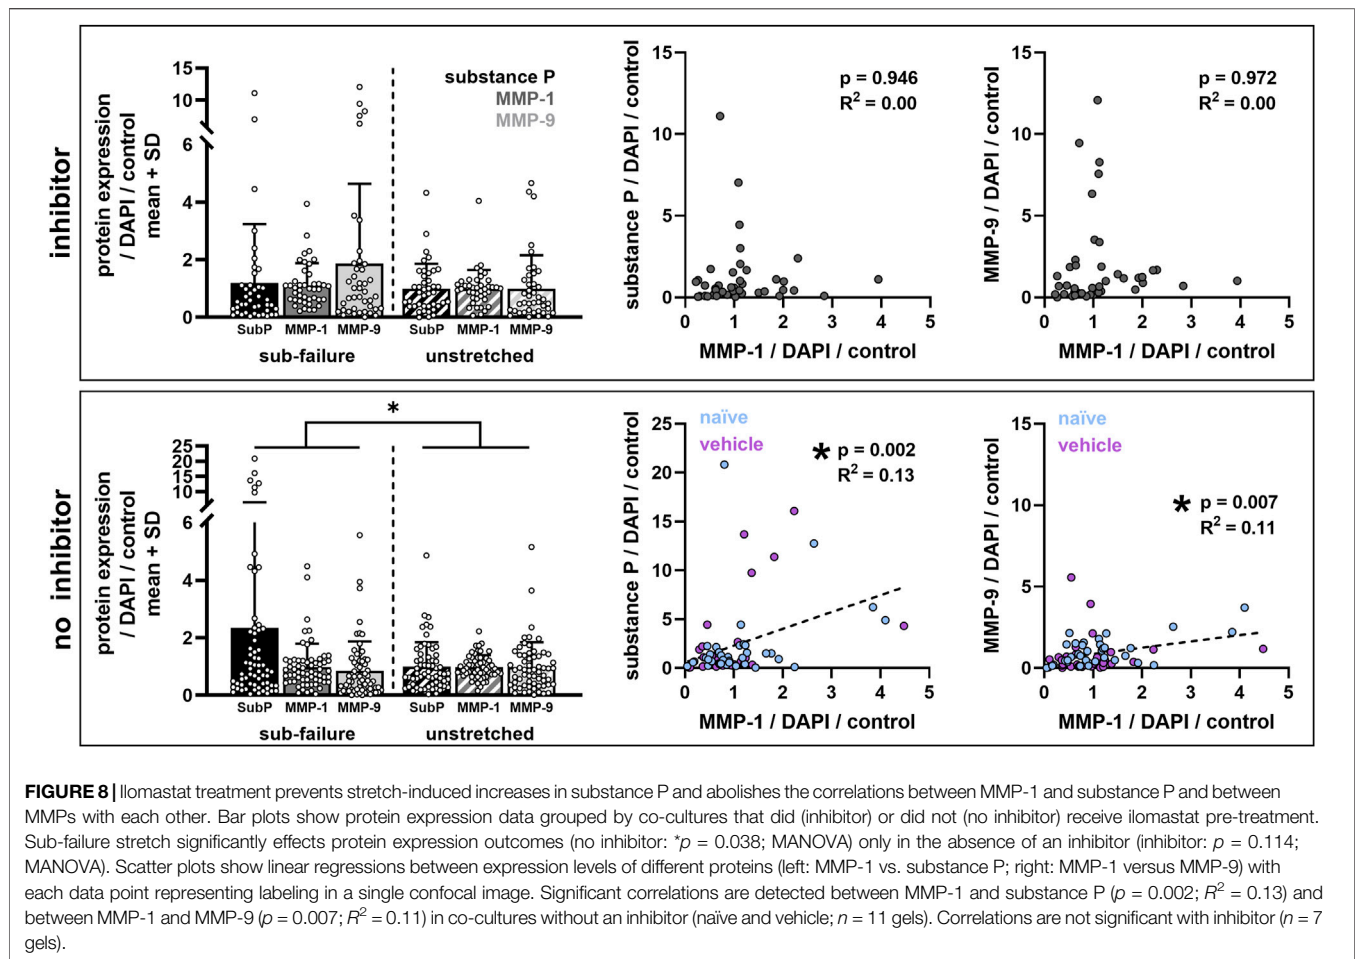 inhibitor
protein expression
/ DAPI / control
mean + SD
15
10
6
4
2
0
substance P
MMP-1
MMP-9
SubP MMP-1 MMP-9 SubP MMP-1 MMP-9
sub-failure unstretched
substance P / DAPI / control
15
10
5
0
p = 0.946
R² = 0.00
0 1 2 3 4 5
MMP-1 / DAPI / control
MMP-9 / DAPI / control
15
10
5
0
p = 0.972
R² = 0.00
0 1 2 3 4 5
MMP-1 / DAPI / control
no inhibitor
protein expression
/ DAPI / control
mean + SD
25
20
15
10
6
4
2
0
*
SubP MMP-1 MMP-9 SubP MMP-1 MMP-9
sub-failure unstretched
substance P / DAPI / control
25
20
15
10
5
0
naïve
vehicle
* p = 0.002
R² = 0.13
0 1 2 3 4 5
MMP-1 / DAPI / control
MMP-9 / DAPI / control
15
10
5
0
naïve
vehicle
* p = 0.007
R² = 0.11
0 1 2 3 4 5
MMP-1 / DAPI / control
FIGURE 8 | Ilomastat treatment prevents stretch-induced increases in substance P and abolishes the correlations between MMP-1 and substance P and between
MMPs with each other. Bar plots show protein expression data grouped by co-cultures that did (inhibitor) or did not (no inhibitor) receive ilomastat pre-treatment.
Sub-failure stretch significantly effects protein expression outcomes (no inhibitor: *p = 0.038; MANOVA) only in the absence of an inhibitor (inhibitor: p = 0.114;
MANOVA). Scatter plots show linear regressions between expression levels of different proteins (left: MMP-1 vs. substance P; right: MMP-1 versus MMP-9) with
each data point representing labeling in a single confocal image. Significant correlations are detected between MMP-1 and substance P (p = 0.002; R² = 0.13) and
between MMP-1 and MMP-9 (p = 0.007; R² = 0.11) in co-cultures without an inhibitor (naïve and vehicle; n = 11 gels). Correlations are not significant with inhibitor (n = 7
gels).